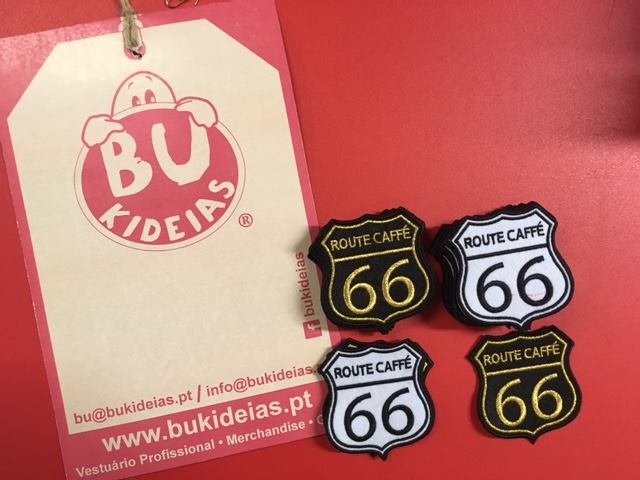 BU
KIDEIAS
®
bukideias
bu@bukideias.pt / info@bukideias.
www.bukideias.pt
Vestuário Profissional • Merchandise •
ROUTE CAFFÉ
66
ROUTE CAFFÉ
66
ROUTE CAFFÉ
66
ROUTE CAFFÉ
66